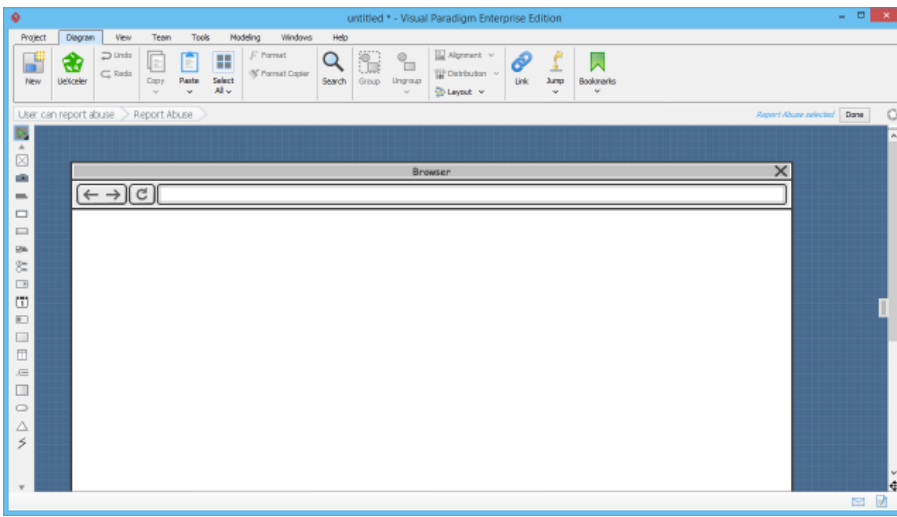 untitled * - Visual Paradigm Enterprise Edition
Project Diagram View Team Tools Modeling Windows Help
New
UeXceler
Undo
Redo
Copy
Paste
Select
All
Format
Format Copier
Search
Group
Ungroup
Alignment
Distribution
Layout
Link
Jump
Bookmarks
User can report abuse Report Abuse
Report Abuse selected Done
Browser